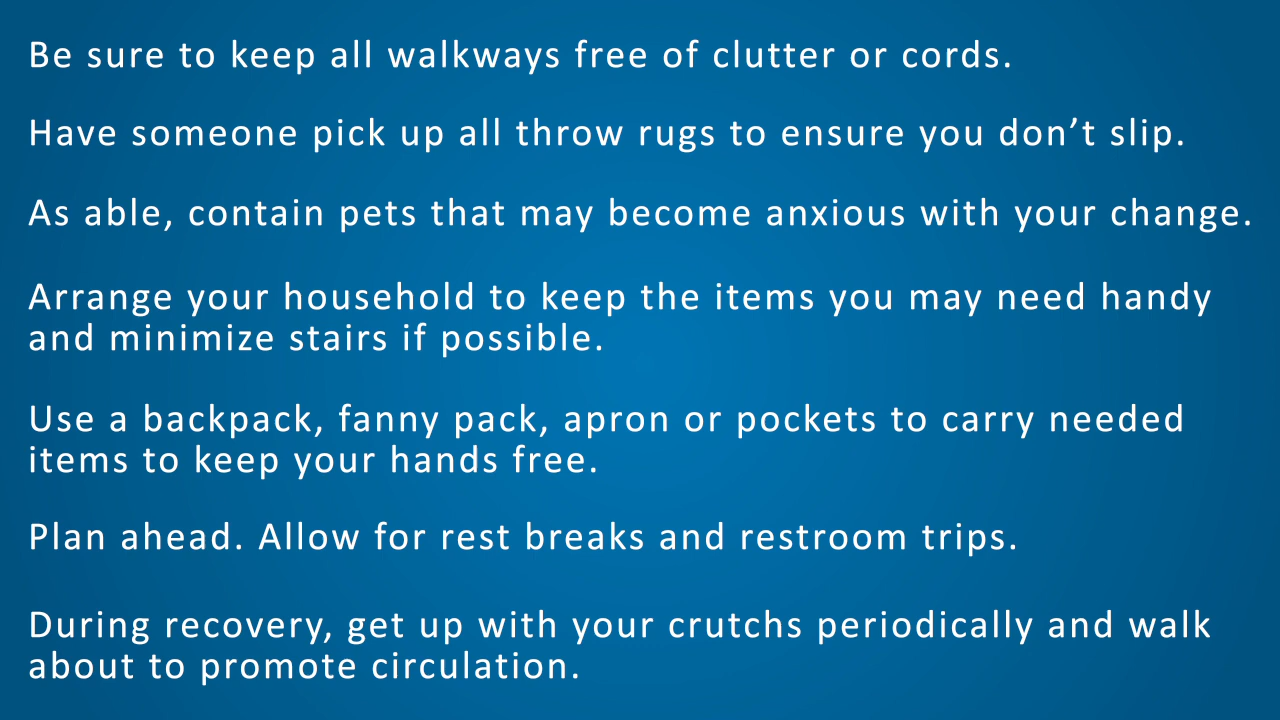 Be sure to keep all walkways free of clutter or cords.
Have someone pick up all throw rugs to ensure you don’t slip.
As able, contain pets that may become anxious with your change.
Arrange your household to keep the items you may need handy
and minimize stairs if possible.
Use a backpack, fanny pack, apron or pockets to carry needed
items to keep your hands free.
Plan ahead. Allow for rest breaks and restroom trips.
During recovery, get up with your crutchs periodically and walk
about to promote circulation.